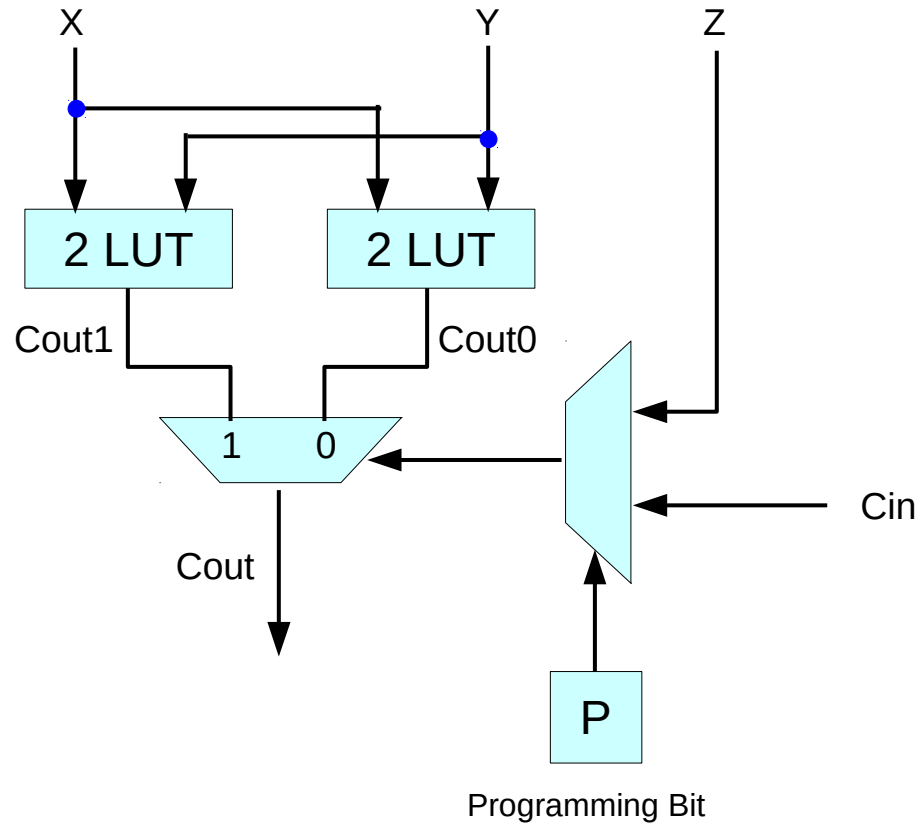 X Y Z
2 LUT 2 LUT
Cout1 Cout0
1 0
Cin
Cout
P
Programming Bit